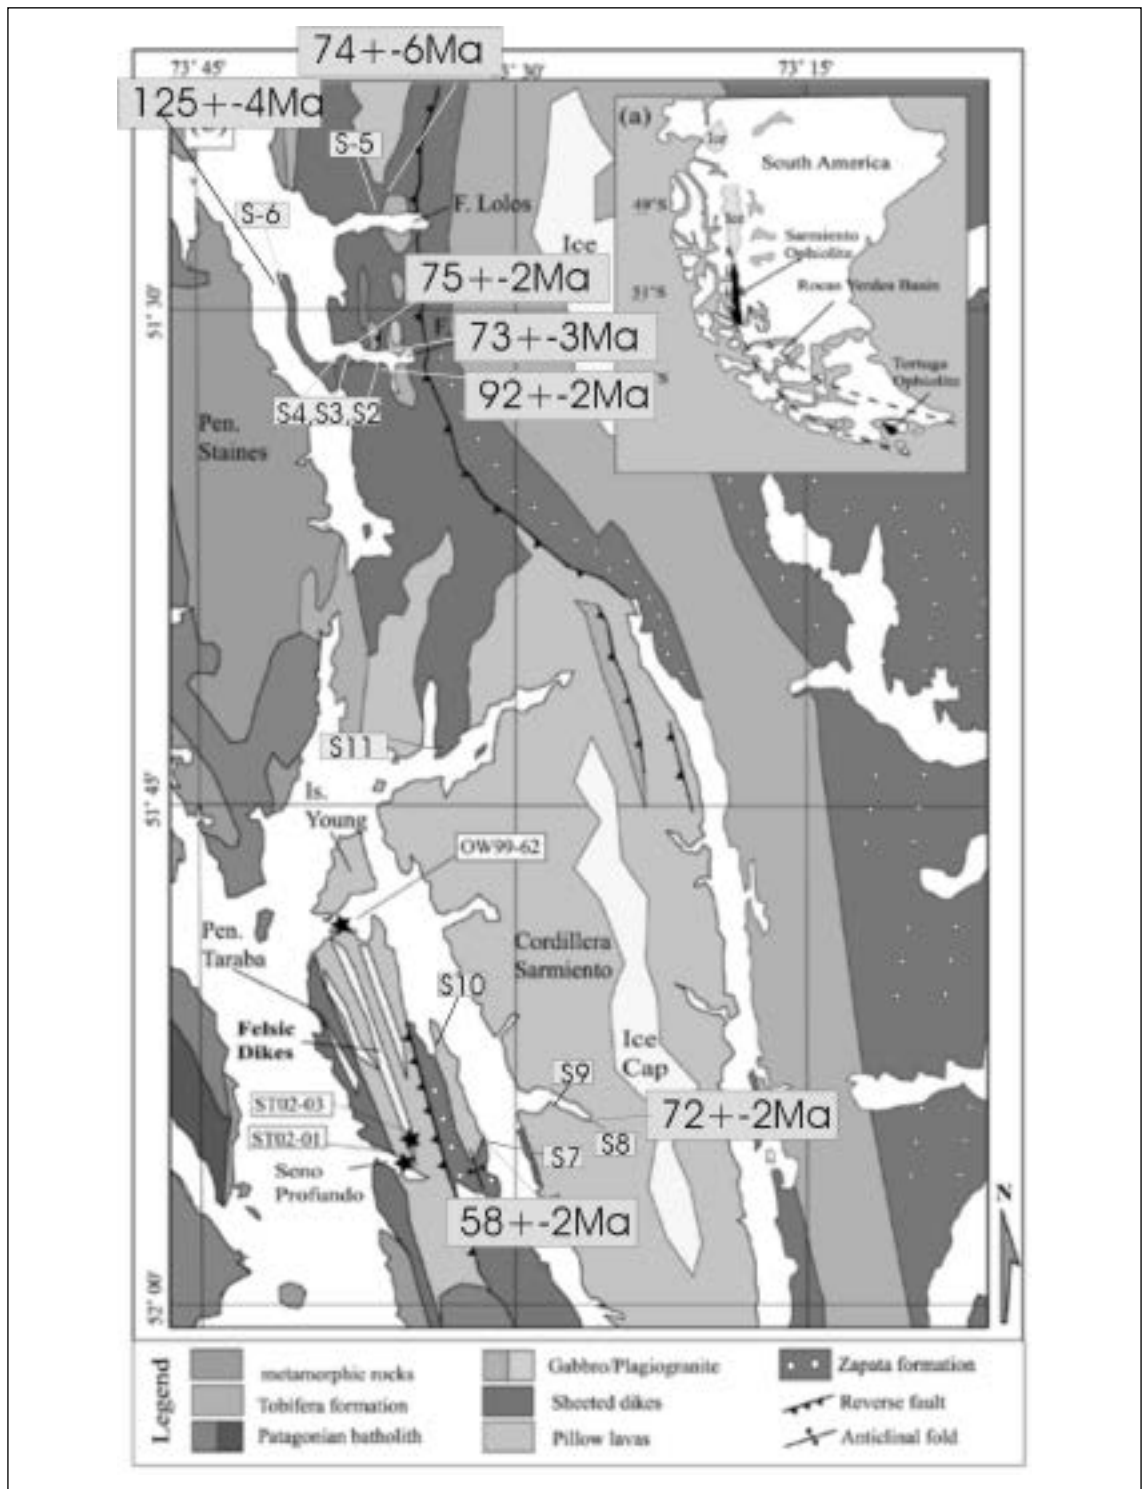 74+-6Ma
73° 45'
30'
73° 15'
125+-4Ma
(a)
S-5
Ice
South America
F. Lolos
49°S
S-6
Ice
Ice
Sarmiento
Ophiolite
75+-2Ma
Rocas Verdes Basin
51°S
51° 30'
F.
73+-3Ma
Tortuga
Ophiolite
92+-2Ma
S4,S3,S2
Pen.
Staines
S11
51° 45'
Is.
Young
OW99-62
Pen.
Taraba
Cordillera
Sarmiento
S10
Felsic
Dikes
Ice
Cap
S9
ST02-03
72+-2Ma
ST02-01
S8
S7
Seno
Profundo
N
58+-2Ma
52° 00'
Legend
metamorphic rocks
Tobifera formation
Patagonian batholith
Gabbro/Plagiogranite
Sheeted dikes
Pillow lavas
Zapata formation
Reverse fault
Anticlinal fold